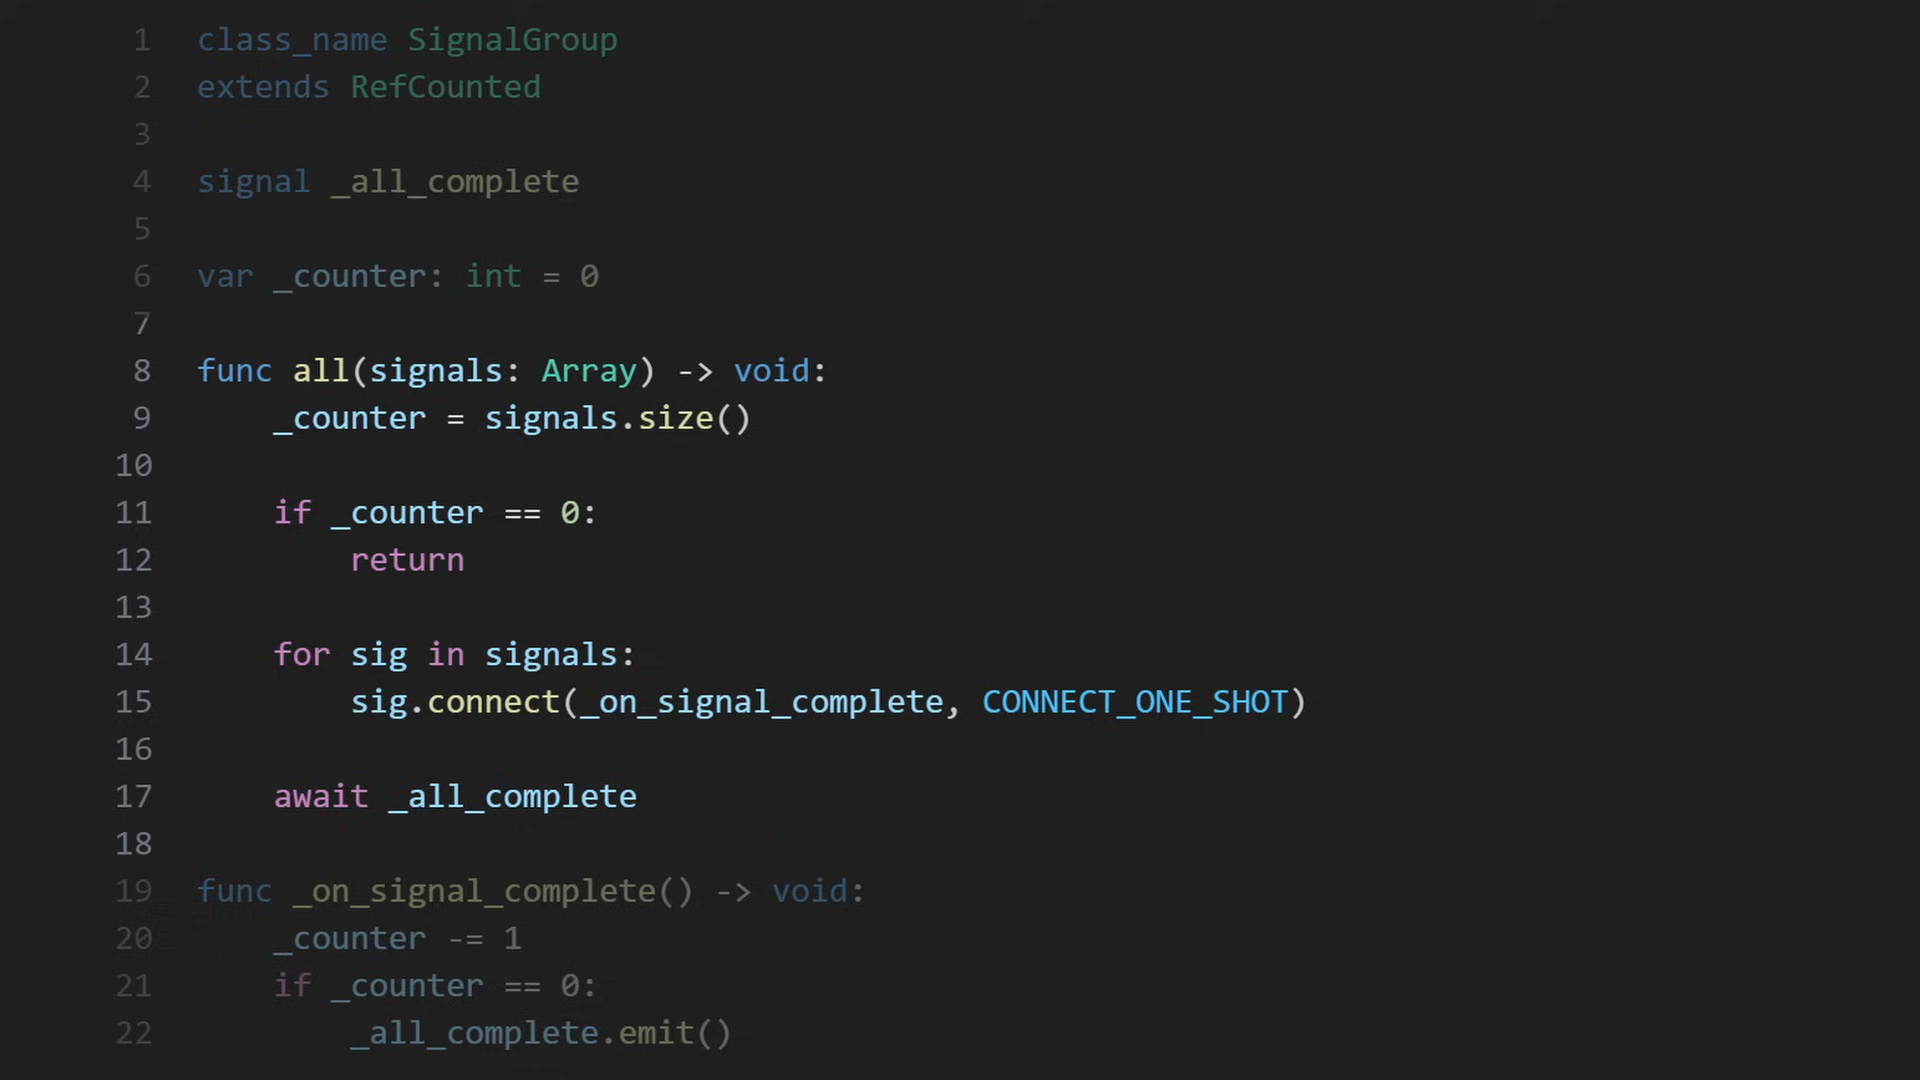 1 class_name SignalGroup
2 extends RefCounted
3
4 signal _all_complete
5
6 var _counter: int = 0
7
8 func all(signals: Array) -> void:
9     _counter = signals.size()
10
11     if _counter == 0:
12         return
13
14     for sig in signals:
15         sig.connect(_on_signal_complete, CONNECT_ONE_SHOT)
16
17     await _all_complete
18
19 func _on_signal_complete() -> void:
20     _counter -= 1
21     if _counter == 0:
22         _all_complete.emit()